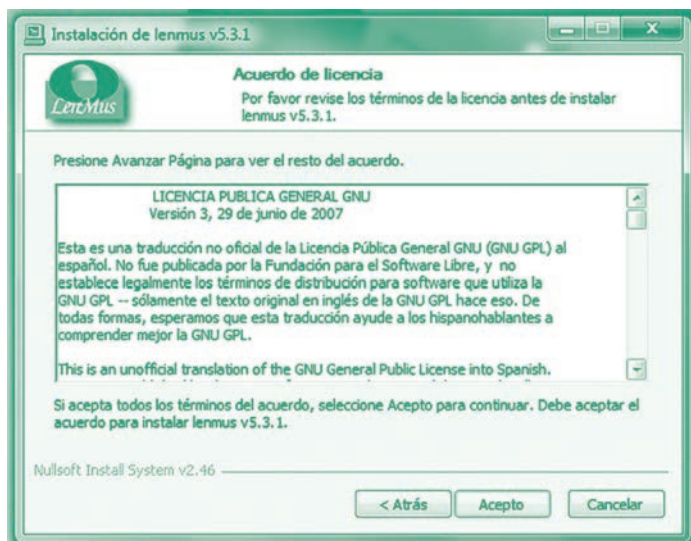 Instalación de lenmus v5.3.1
LenMus
Acuerdo de licencia
Por favor revise los términos de la licencia antes de instalar
lenmus v5.3.1.
Presione Avanzar Página para ver el resto del acuerdo.
LICENCIA PUBLICA GENERAL GNU
Versión 3, 29 de junio de 2007
Esta es una traducción no oficial de la Licencia Pública General GNU (GNU GPL) al
español. No fue publicada por la Fundación para el Software Libre, y no
establece legalmente los términos de distribución para software que utiliza la
GNU GPL -- sólamente el texto original en inglés de la GNU GPL hace eso. De
todas formas, esperamos que esta traducción ayude a los hispanohablantes a
comprender mejor la GNU GPL.
This is an unofficial translation of the GNU General Public License into Spanish.
Si acepta todos los términos del acuerdo, seleccione Acepto para continuar. Debe aceptar el
acuerdo para instalar lenmus v5.3.1.
Nullsoft Install System v2.46
< Atrás
Acepto
Cancelar